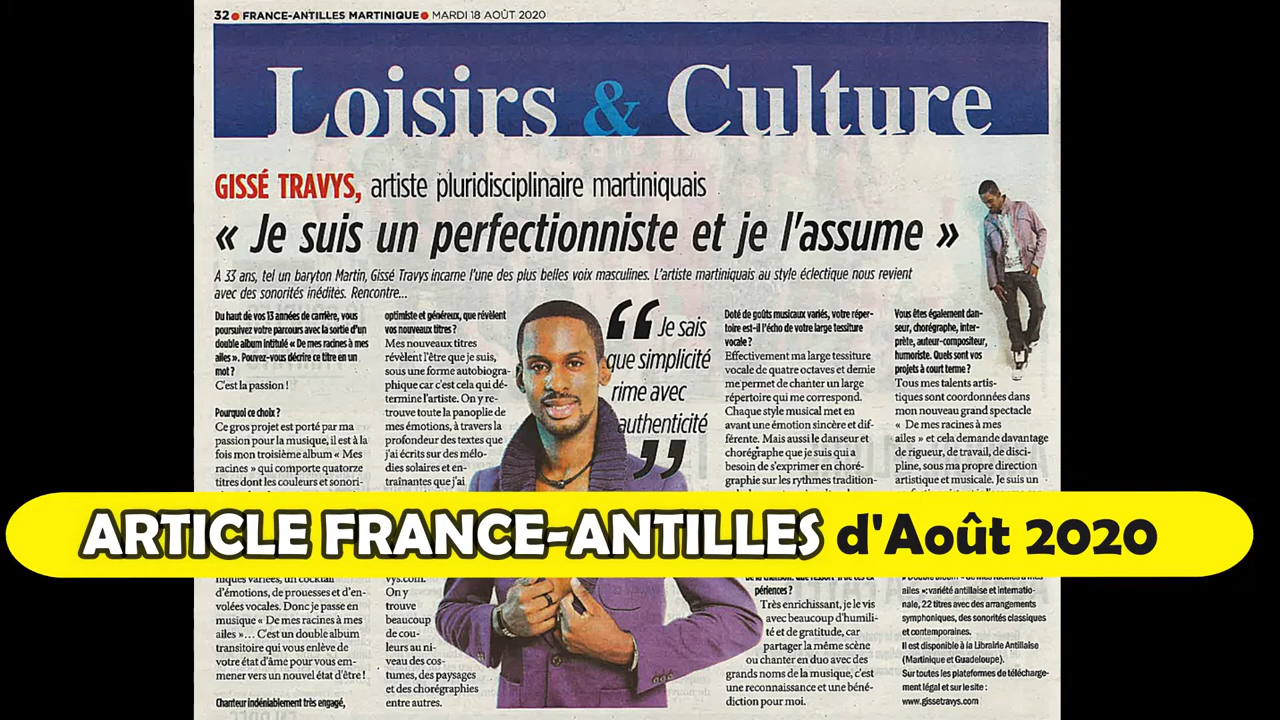 32 • FRANCE-ANTILLES MARTINIQUE • MARDI 18 AOÛT 2020
Loisirs & Culture
GISSÉ TRAVYS, artiste pluridisciplinaire martiniquais
« Je suis un perfectionniste et je l'assume »
A 33 ans, tel un baryton Martin, Gissé Travys incarne l'une des plus belles voix masculines. L'artiste martiniquais au style éclectique nous revient
avec des sonorités inédites. Rencontre...
Du haut de vos 13 années de carrière, vous
poursuivez votre parcours avec la sortie d'un
double album intitulé « De mes racines à mes
ailes ». Pouvez-vous décrire ce titre en un
mot ?
C'est la passion !
Pourquoi ce choix ?
Ce gros projet est porté par ma
passion pour la musique, il est à la
fois mon troisième album « Mes
racines » qui comporte quatorze
titres dont les couleurs et sonori-
niques variées, un cocktail
d'émotions, de prouesses et d'en-
volées vocales. Donc je passe en
musique « De mes racines à mes
ailes »... C'est un double album
transitoire qui vous enlève de
votre état d'âme pour vous em-
mener vers un nouvel état d'être !
Chanteur indéniablement très engagé,
optimiste et généreux, que révèlent
vos nouveaux titres ?
Mes nouveaux titres
révèlent l'être que je suis,
sous une forme autobiogra-
phique car c'est cela qui dé-
termine l'artiste. On y re-
trouve toute la panoplie de
mes émotions, à travers la
profondeur des textes que
j'ai écrits sur des mélo-
dies solaires et en-
traînantes que j'ai
vys.com.
On y
trouve
beaucoup
de cou-
leurs au ni-
veau des cos-
tumes, des paysages
et des chorégraphies
entre autres.
“ Je sais
que simplicité
rime avec
authenticité
”
Doté de goûts musicaux variés, votre réper-
toire est-il l'écho de votre large tessiture
vocale ?
Effectivement ma large tessiture
vocale de quatre octaves et demie
me permet de chanter un large
répertoire qui me correspond.
Chaque style musical met en
avant une émotion sincère et dif-
férente. Mais aussi le danseur et
chorégraphe que je suis qui a
besoin de s'exprimer en choré-
graphie sur les rythmes tradition-
périences ?
Très enrichissant, je le vis
avec beaucoup d'humili-
té et de gratitude, car
partager la même scène
ou chanter en duo avec des
grands noms de la musique, c'est
une reconnaissance et une béné-
diction pour moi.
Vous êtes également dan-
seur, chorégraphe, inter-
prète, auteur-compositeur,
humoriste. Quels sont vos
projets à court terme ?
Tous mes talents artis-
tiques sont coordonnées dans
mon nouveau grand spectacle
« De mes racines à mes
ailes » et cela demande davantage
de rigueur, de travail, de disci-
pline, sous ma propre direction
artistique et musicale. Je suis un
ailes »: variété antillaise et internatio-
nale, 22 titres avec des arrangements
symphoniques, des sonorités classiques
et contemporaines.
Il est disponible à la Librairie Antillaise
(Martinique et Guadeloupe).
Sur toutes les plateformes de télécharge-
ment légal et sur le site :
www.gissetravys.com
ARTICLE FRANCE-ANTILLES d'Août 2020